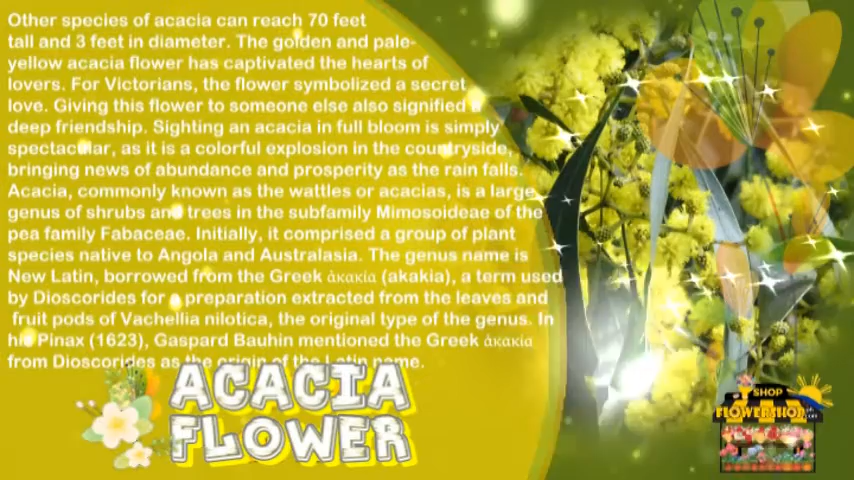 Other species of acacia can reach 70 feet
tall and 3 feet in diameter. The golden and pale-
yellow acacia flower has captivated the hearts of
lovers. For Victorians, the flower symbolized a secret
love. Giving this flower to someone else also signified a
deep friendship. Sighting an acacia in full bloom is simply
spectacular, as it is a colorful explosion in the countryside,
bringing news of abundance and prosperity as the rain falls.
Acacia, commonly known as the wattles or acacias, is a large
genus of shrubs and trees in the subfamily Mimosoideae of the
pea family Fabaceae. Initially, it comprised a group of plant
species native to Angola and Australasia. The genus name is
New Latin, borrowed from the Greek ἀκακία (akakia), a term used
by Dioscorides for a preparation extracted from the leaves and
fruit pods of Vachellia nilotica, the original type of the genus. In
his Pinax (1623), Gaspard Bauhin mentioned the Greek ἀκακία
from Dioscorides as the origin of the Latin name.
ACACIA
FLOWER
SHOP
FLOWERSHOP